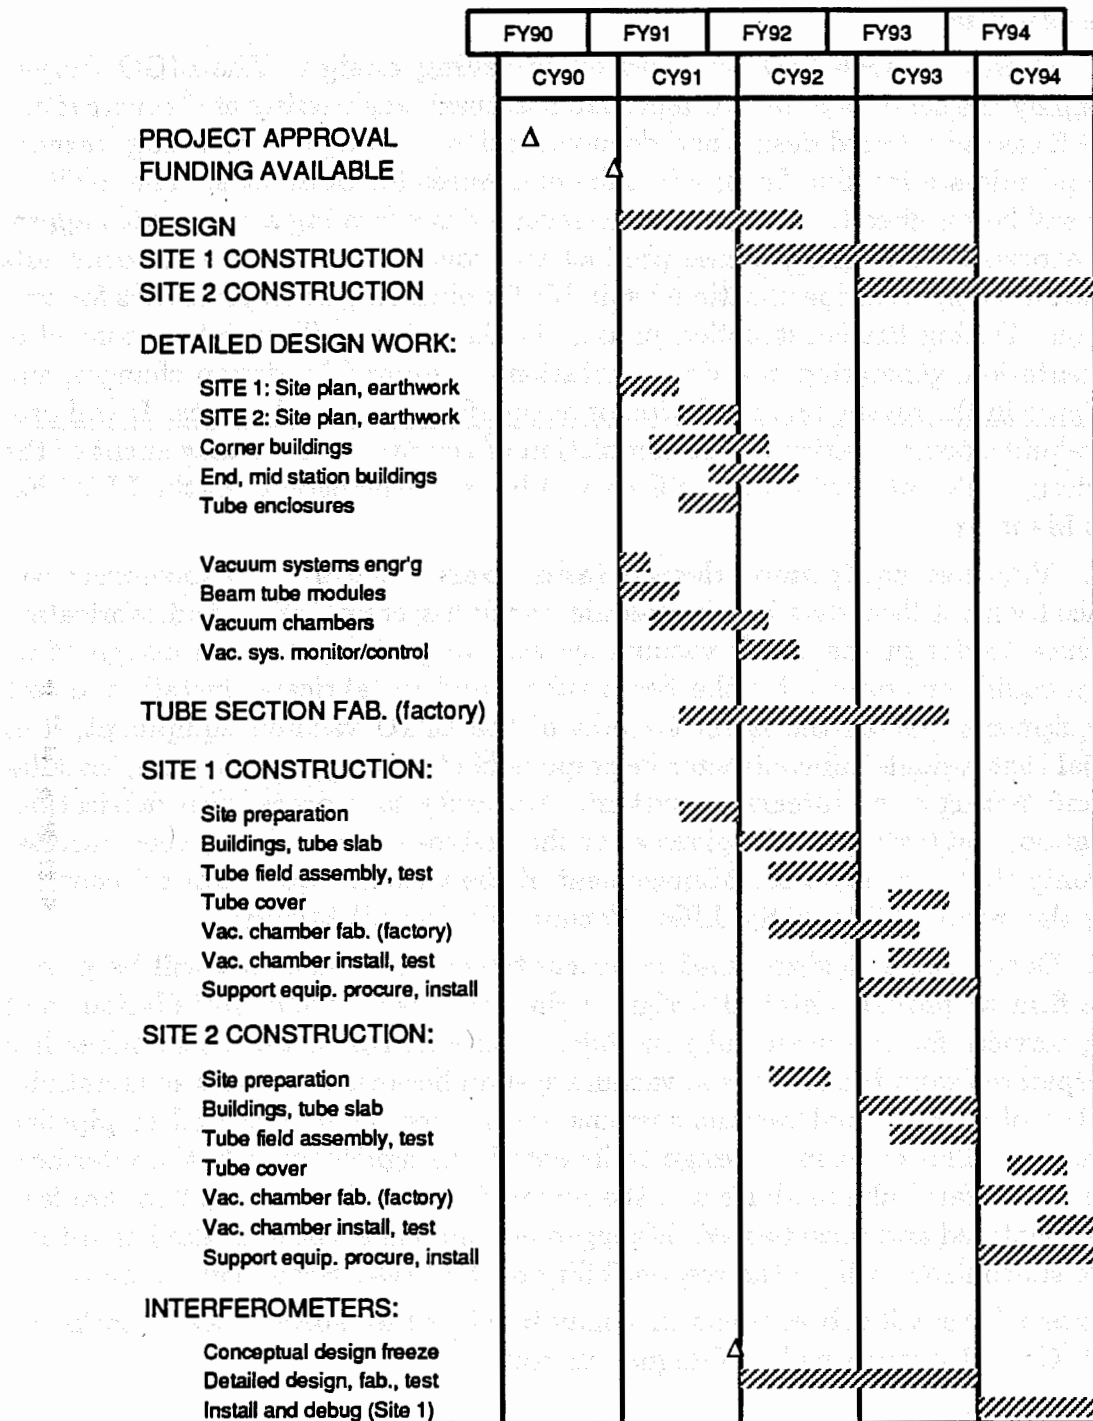 FY90 FY91 FY92 FY93 FY94
CY90 CY91 CY92 CY93 CY94
PROJECT APPROVAL
FUNDING AVAILABLE
DESIGN
SITE 1 CONSTRUCTION
SITE 2 CONSTRUCTION
DETAILED DESIGN WORK:
SITE 1: Site plan, earthwork
SITE 2: Site plan, earthwork
Corner buildings
End, mid station buildings
Tube enclosures
Vacuum systems engr'g
Beam tube modules
Vacuum chambers
Vac. sys. monitor/control
TUBE SECTION FAB. (factory)
SITE 1 CONSTRUCTION:
Site preparation
Buildings, tube slab
Tube field assembly, test
Tube cover
Vac. chamber fab. (factory)
Vac. chamber install, test
Support equip. procure, install
SITE 2 CONSTRUCTION:
Site preparation
Buildings, tube slab
Tube field assembly, test
Tube cover
Vac. chamber fab. (factory)
Vac. chamber install, test
Support equip. procure, install
INTERFEROMETERS:
Conceptual design freeze
Detailed design, fab., test
Install and debug (Site 1)